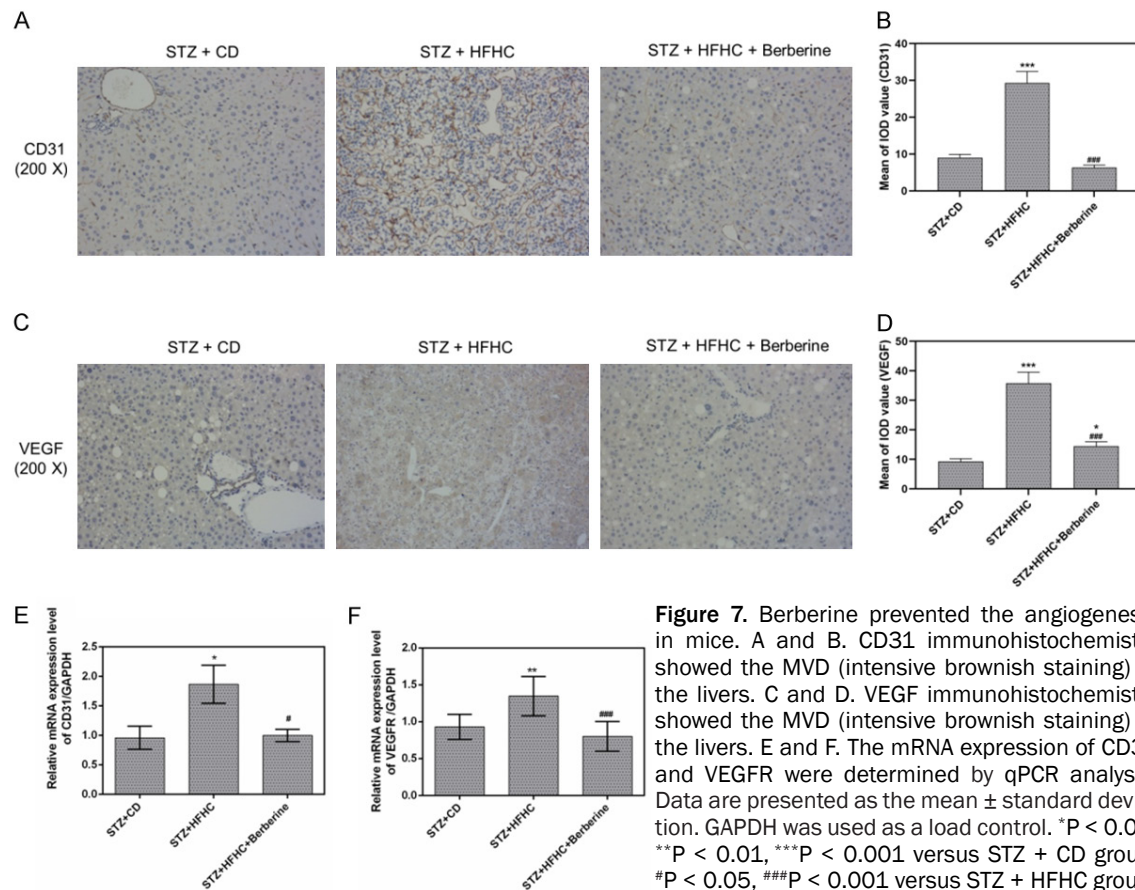 A
STZ + CD
STZ + HFHC
STZ + HFHC + Berberine
CD31
(200 X)
B
Mean of IOD value (CD31)
40
30
20
10
0
***
###
STZ+CD
STZ+HFHC
STZ+HFHC+Berberine
C
STZ + CD
STZ + HFHC
STZ + HFHC + Berberine
VEGF
(200 X)
D
Mean of IOD value (VEGF)
50
40
30
20
10
0
***
*
###
STZ+CD
STZ+HFHC
STZ+HFHC+Berberine
E
Relative mRNA expression level
of CD31/GAPDH
2.5
2.0
1.5
1.0
0.5
0.0
*
#
STZ+CD
STZ+HFHC
STZ+HFHC+Berberine
F
Relative mRNA expression level
of VEGFR /GAPDH
2.0
1.5
1.0
0.5
0.0
**
###
STZ+CD
STZ+HFHC
STZ+HFHC+Berberine
Figure 7. Berberine prevented the angiogenes
in mice. A and B. CD31 immunohistochemist
showed the MVD (intensive brownish staining)
the livers. C and D. VEGF immunohistochemist
showed the MVD (intensive brownish staining)
the livers. E and F. The mRNA expression of CD3
and VEGFR were determined by qPCR analys
Data are presented as the mean ± standard dev
tion. GAPDH was used as a load control. *P < 0.0
**P < 0.01, ***P < 0.001 versus STZ + CD grou
#P < 0.05, ###P < 0.001 versus STZ + HFHC group